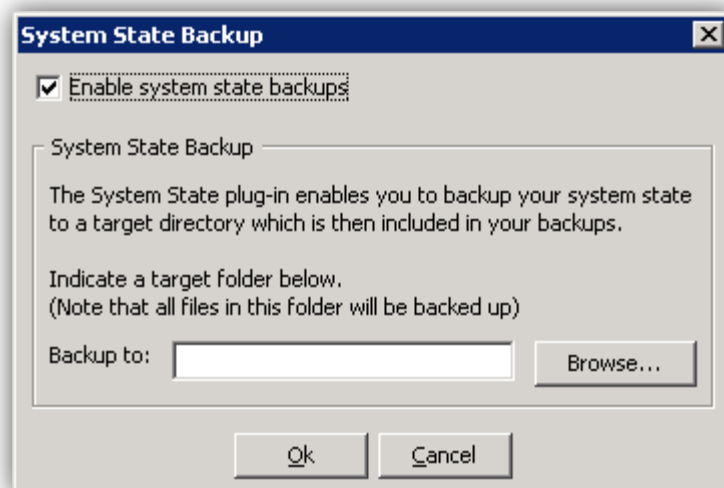 System State Backup
Enable system state backups
System State Backup
The System State plug-in enables you to backup your system state
to a target directory which is then included in your backups.
Indicate a target folder below.
(Note that all files in this folder will be backed up)
Backup to:
Browse...
Ok
Cancel